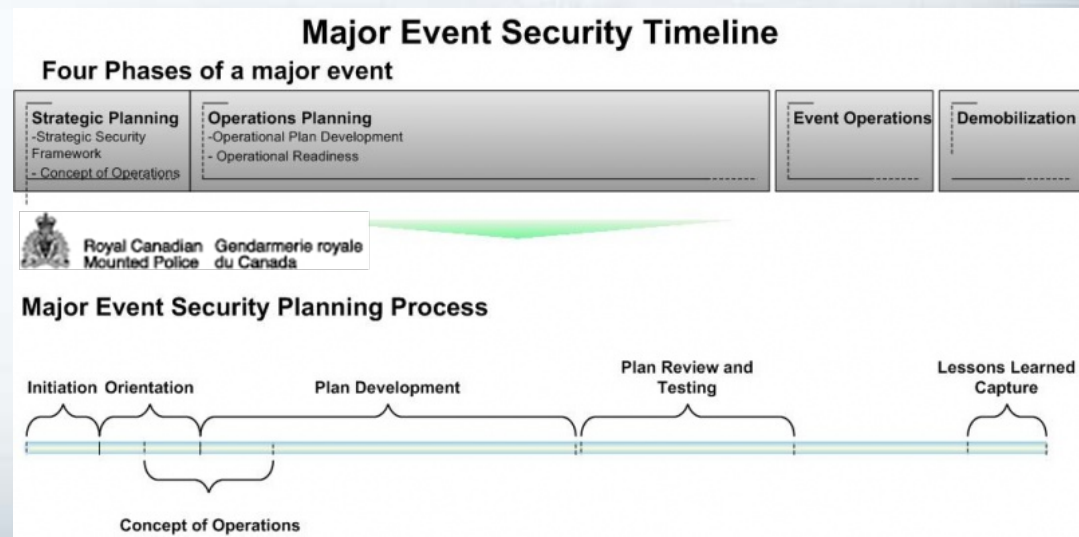 Major Event Security Timeline
Four Phases of a major event
Strategic Planning
-Strategic Security
Framework
- Concept of Operations
Operations Planning
-Operational Plan Development
- Operational Readiness
Event Operations
Demobilization
Royal Canadian Gendarmerie royale
Mounted Police du Canada
Major Event Security Planning Process
Initiation
Orientation
Plan Development
Plan Review and
Testing
Lessons Learned
Capture
Concept of Operations